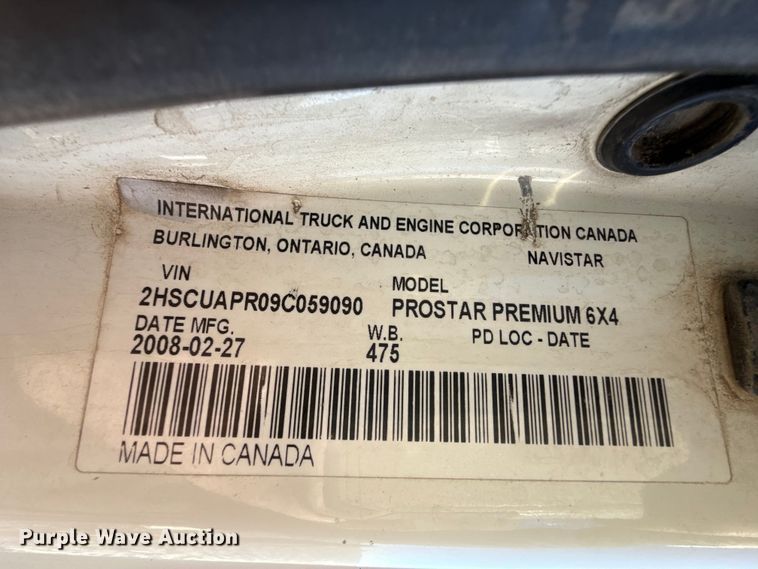 INTERNATIONAL TRUCK AND ENGINE CORPORATION CANADA
BURLINGTON, ONTARIO, CANADA NAVISTAR
VIN MODEL
2HSCUAPR09C059090 PROSTAR PREMIUM 6X4
DATE MFG. W.B. PD LOC - DATE
2008-02-27 475
MADE IN CANADA
Purple Wave Auction